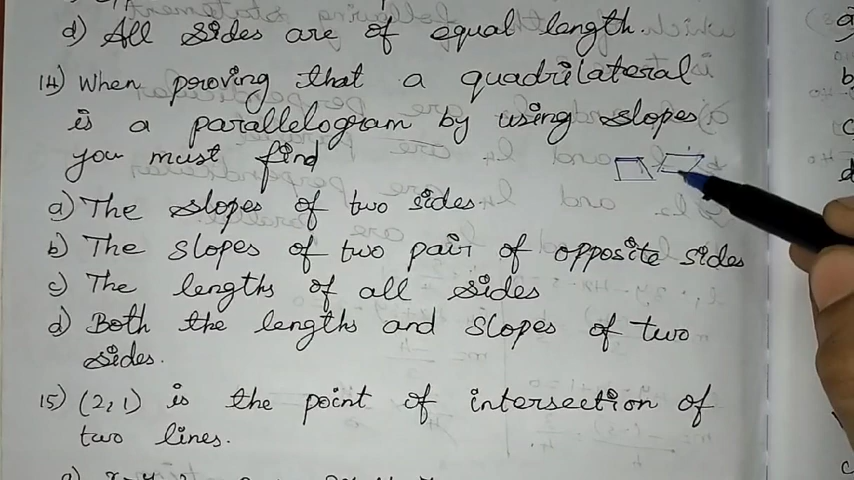 d) All sides are of equal length.
14) When proving that a quadrilateral
is a parallelogram by using slopes
you must find
a) The slopes of two sides
b) The slopes of two pair of opposite sides
c) The lengths of all sides
d) Both the lengths and slopes of two
sides.
15) (2,1) is the point of intersection of
two lines.